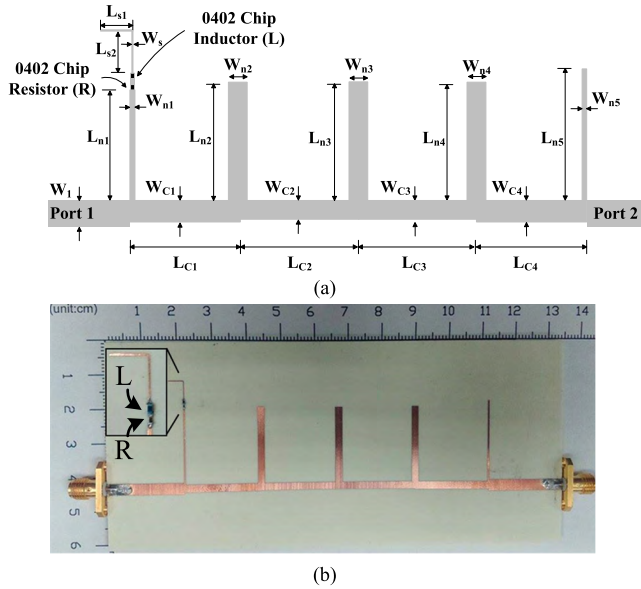 Ls1
0402 Chip
Inductor (L)
Ls2
Ws
0402 Chip
Resistor (R)
Wn1
Wn2
Wn3
Wn4
Wn5
Ln1
Ln2
Ln3
Ln4
Ln5
W1
WC1
WC2
WC3
WC4
Port 1
Port 2
LC1
LC2
LC3
LC4
(a)
(unit:cm)
1 2 3 4 5 6 7 8 9 10 11 12 13 14
1
2
3
5
6
L
R
(b)